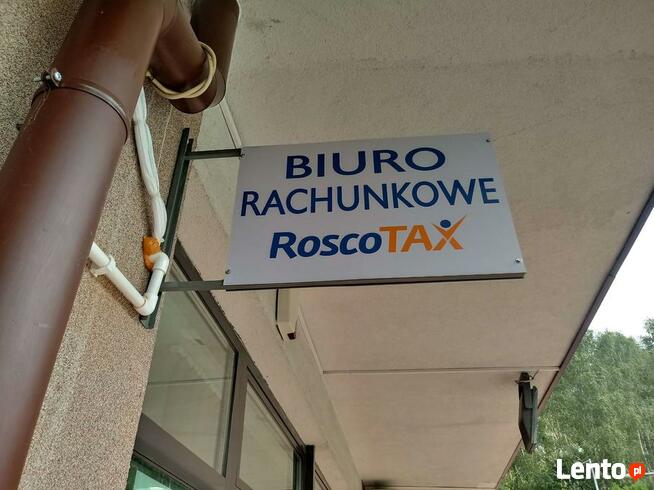 BIURO
RACHUNKOWE
RoscoTAX
Lento.pl